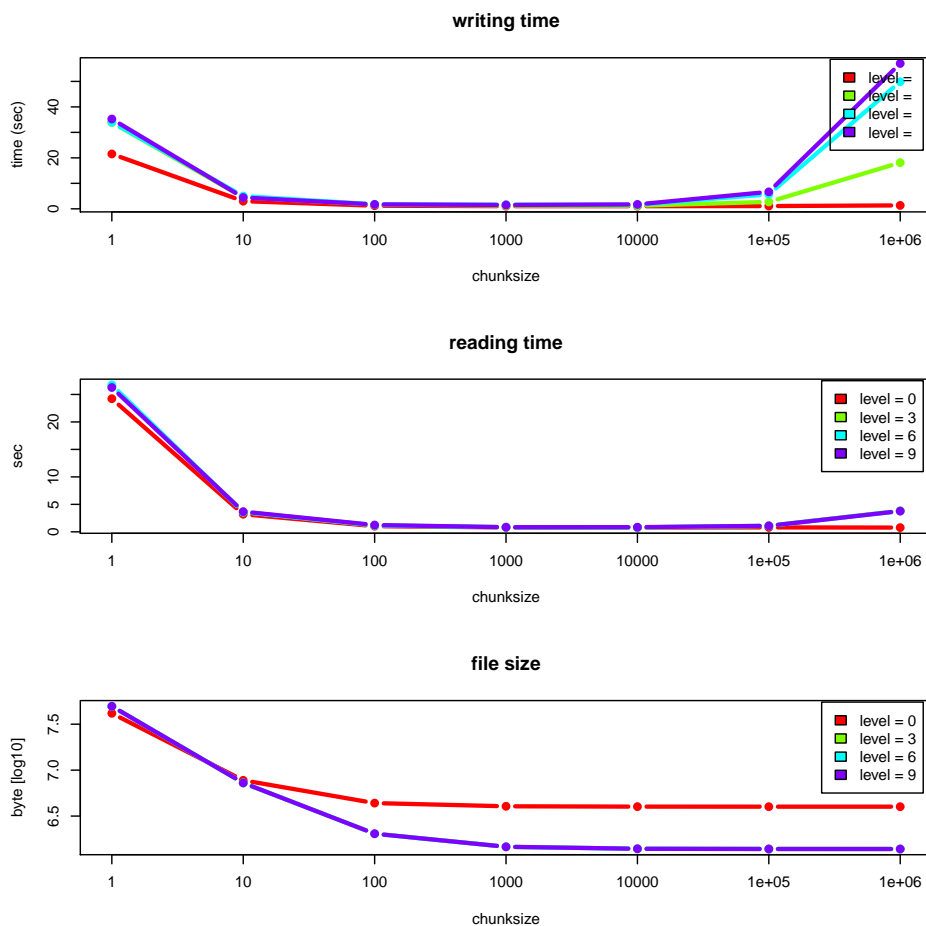 writing time
time (sec)
0
20
40
level =
level =
level =
level =
1
10
100
1000
10000
1e+05
1e+06
chunksize
reading time
sec
0
5
10
20
level = 0
level = 3
level = 6
level = 9
1
10
100
1000
10000
1e+05
1e+06
chunksize
file size
byte [log10]
6.5
7.0
7.5
level = 0
level = 3
level = 6
level = 9
1
10
100
1000
10000
1e+05
1e+06
chunksize